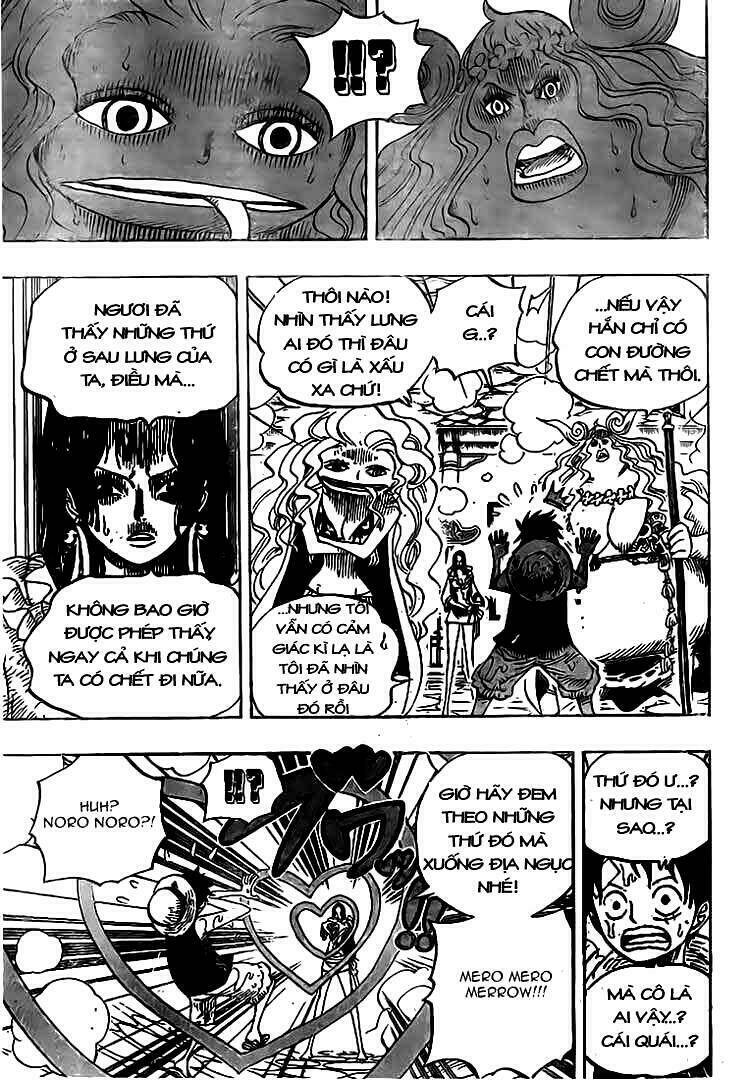 !!?
...NẾU VẬY
HẮN CHỈ CÓ
CON ĐƯỜNG
CHẾT MÀ THÔI.
CÁI
G..?
THÔI NÀO!
NHÌN THẤY LƯNG
AI ĐÓ THÌ ĐÂU
CÓ GÌ LÀ XẤU
XA CHỨ!
...NHƯNG TÔI
VẪN CÓ CẢM
GIÁC KÌ LẠ LÀ
TÔI ĐÃ NHÌN
THẤY Ở ĐÂU
ĐÓ RỒI
NGƯƠI ĐÃ
THẤY NHỮNG THỨ
Ở SAU LƯNG CỦA
TA, ĐIỀU MÀ...
KHÔNG BAO GIỜ
ĐƯỢC PHÉP THẤY
NGAY CẢ KHI CHÚNG
TA CÓ CHẾT ĐI NỮA.
THỨ ĐÓ Ư...?
NHƯNG TẠI
SAO...?
MÀ CÔ LÀ
AI VẬY...?
CÁI QUÁI...?
GIỜ HÃY ĐEM
THEO NHỮNG
THỨ ĐÓ MÀ
XUỐNG ĐỊA NGỤC
NHÉ!
MERO MERO
MERROW!!!
!!?
HUH?
NORO NORO?!